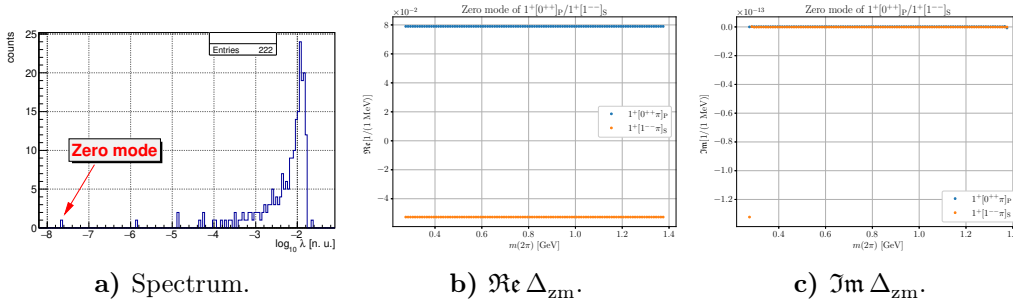 counts
25
20
15
10
5
0
Entries 222
Zero mode
−8 −7 −6 −5 −4 −3 −2 −1
log₁₀ λ [n. u.]
a) Spectrum.
×10⁻²
Zero mode of 1⁺[0⁺⁺]P/1⁺[1⁻⁻]S
8
6
4
2
0
−2
−4
ℜe[1/(1 MeV)]
1⁺[0⁺⁺π]P
1⁺[1⁻⁻π]S
0.4 0.6 0.8 1.0 1.2 1.4
m(2π) [GeV]
b) ℜe Δzm.
×10⁻¹³
Zero mode of 1⁺[0⁺⁺]P/1⁺[1⁻⁻]S
0.0
−0.2
−0.4
−0.6
−0.8
−1.0
−1.2
ℑm[1/(1 MeV)]
1⁺[0⁺⁺π]P
1⁺[1⁻⁻π]S
0.4 0.6 0.8 1.0 1.2 1.4
m(2π) [GeV]
c) ℑm Δzm.